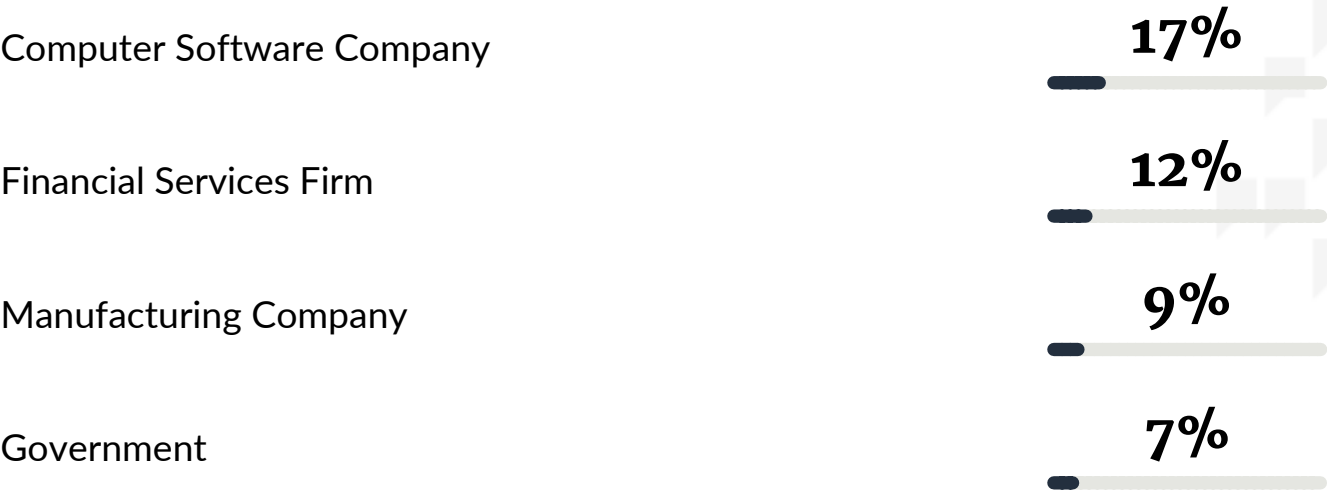 Computer Software Company
17%
Financial Services Firm
12%
Manufacturing Company
9%
Government
7%